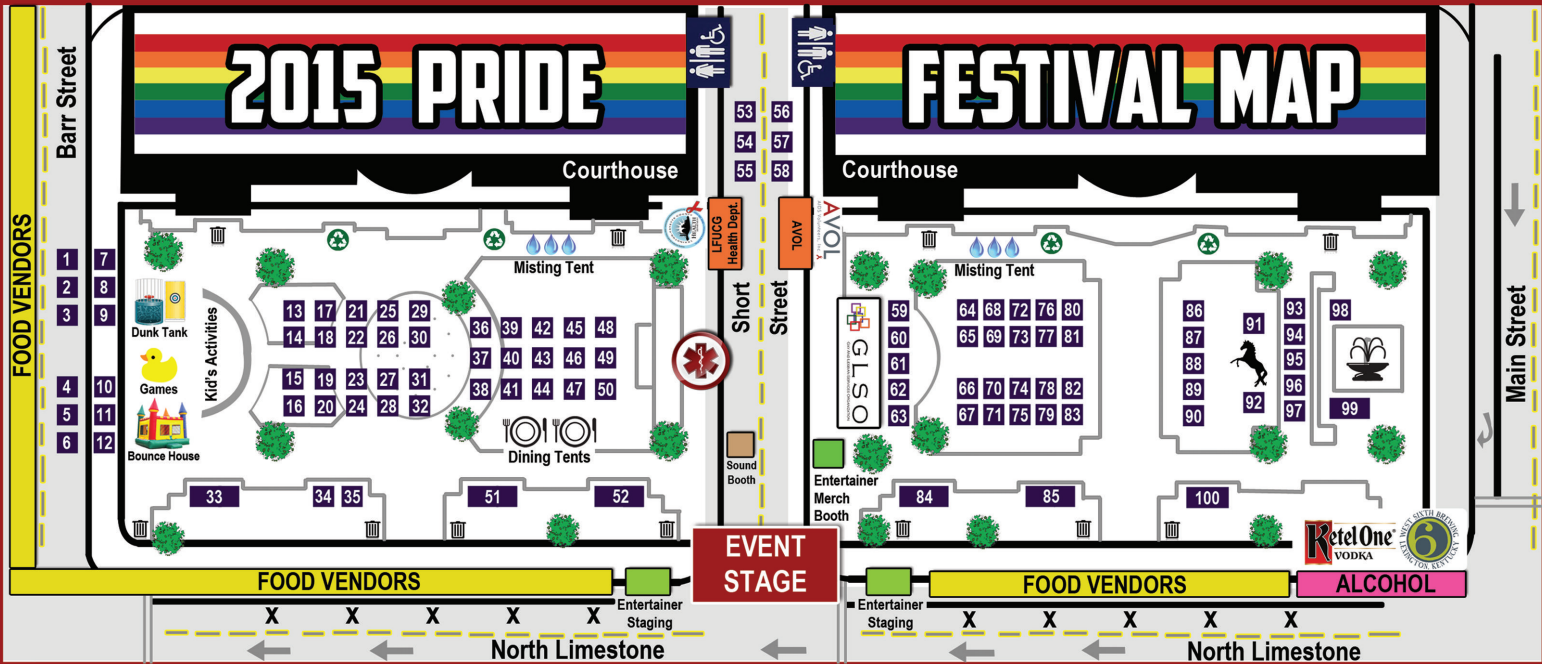 2015 PRIDE
FESTIVAL MAP
Barr Street
FOOD VENDORS
Courthouse
Courthouse
53 56
54 57
55 58
LFUCG
Health Dept.
AVOL
AVOL
Short
Street
Main Street
Misting Tent
Misting Tent
1 7
2 8
3 9
4 10
5 11
6 12
Dunk Tank
Games
Bounce House
Kid's Activities
13 17 21 25 29
14 18 22 26 30
15 19 23 27 31
16 20 24 28 32
36 39 42 45 48
37 40 43 46 49
38 41 44 47 50
Dining Tents
33
34 35
51
52
Sound
Booth
GLSO
59
60
61
62
63
64 68 72 76 80
65 69 73 77 81
66 70 74 78 82
67 71 75 79 83
86
87
88
89
90
91
92
93
94
95
96
97
98
99
Entertainer
Merch
Booth
84
85
100
EVENT
STAGE
Ketel One
VODKA
WEST SIXTH BREWING
6
LEXINGTON, KENTUCKY
FOOD VENDORS
Entertainer
Staging
Entertainer
Staging
FOOD VENDORS
ALCOHOL
X X X X X
X X X X X
North Limestone
North Limestone